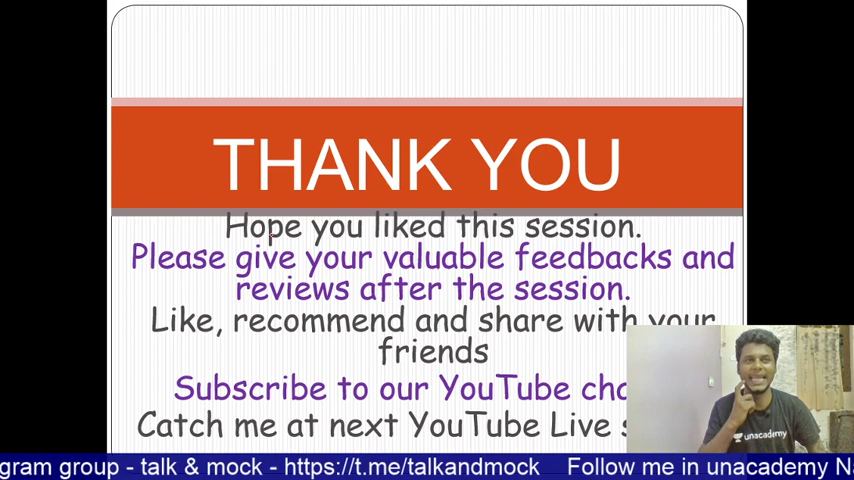 THANK YOU
Hope you liked this session.
Please give your valuable feedbacks and
reviews after the session.
Like, recommend and share with your
friends
Subscribe to our YouTube
Catch me at next YouTube Live
unacademy
group - talk & mock - https://t.me/talkandmock Follow me in unacademy